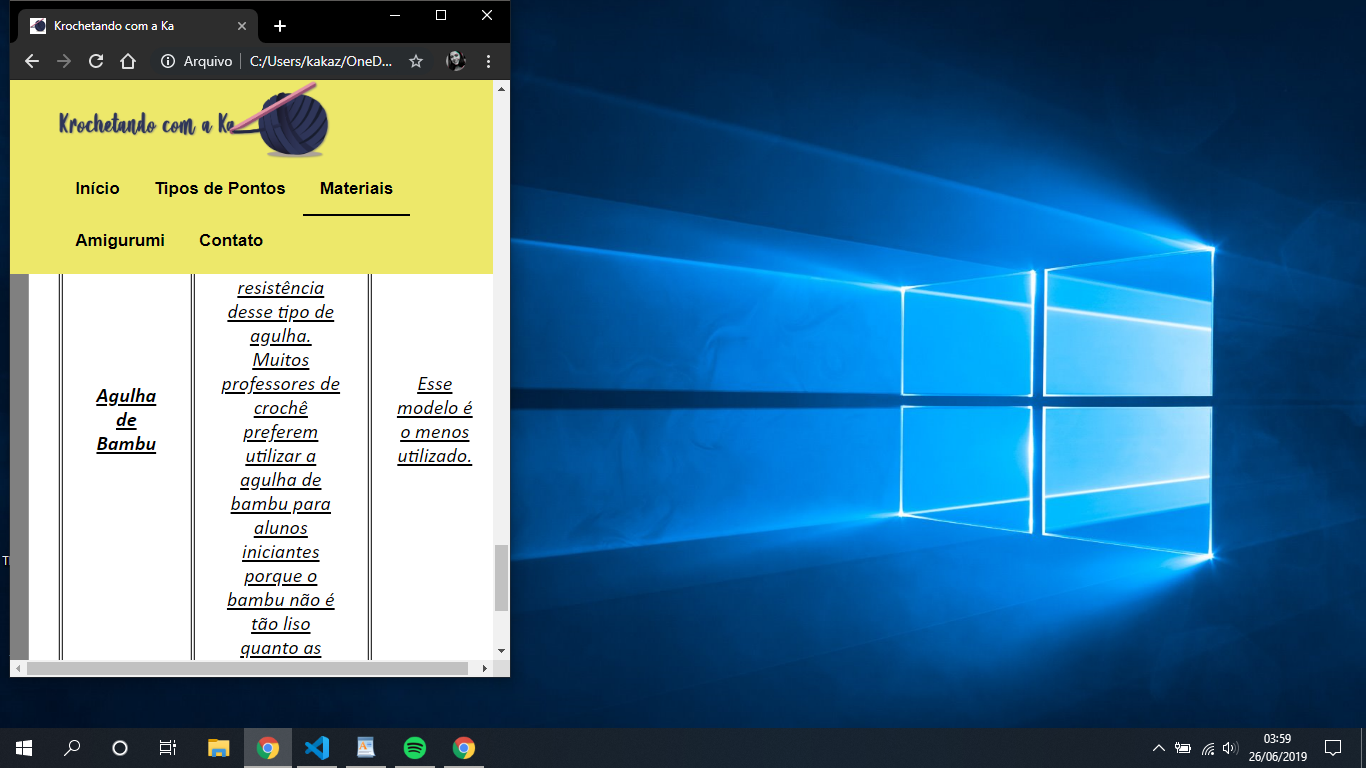 Krochetando com a Ka
Arquivo
C:/Users/kakaz/OneD...
Krochetando com a Ka
Início
Tipos de Pontos
Materiais
Amigurumi
Contato
Agulha
de
Bambu
resistência
desse tipo de
agulha.
Muitos
professores de
crochê
preferem
utilizar a
agulha de
bambu para
alunos
iniciantes
porque o
bambu não é
tão liso
quanto as
Esse
modelo é
o menos
utilizado.
03:59
26/06/2019